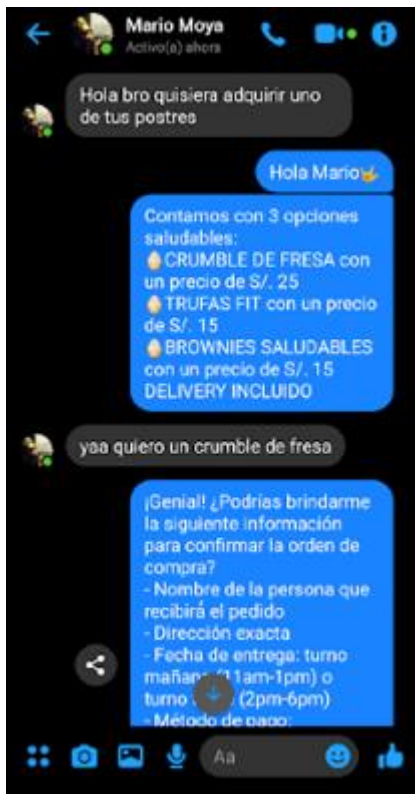 Mario Moya
Activo(a) ahora
Hola bro quisiera adquirir uno
de tus postres
Hola Mario🤟
Contamos con 3 opciones
saludables:
🥚CRUMBLE DE FRESA con
un precio de S/. 25
🥚TRUFAS FIT con un precio
de S/. 15
🥚BROWNIES SALUDABLES
con un precio de S/. 15
DELIVERY INCLUIDO
yaa quiero un crumble de fresa
¡Genial! ¿Podrías brindarme
la siguiente información
para confirmar la orden de
compra?
- Nombre de la persona que
recibirá el pedido
- Dirección exacta
- Fecha de entrega: turno
mañana (11am-1pm) o
turno (2pm-6pm)
- Método de pago:
Aa